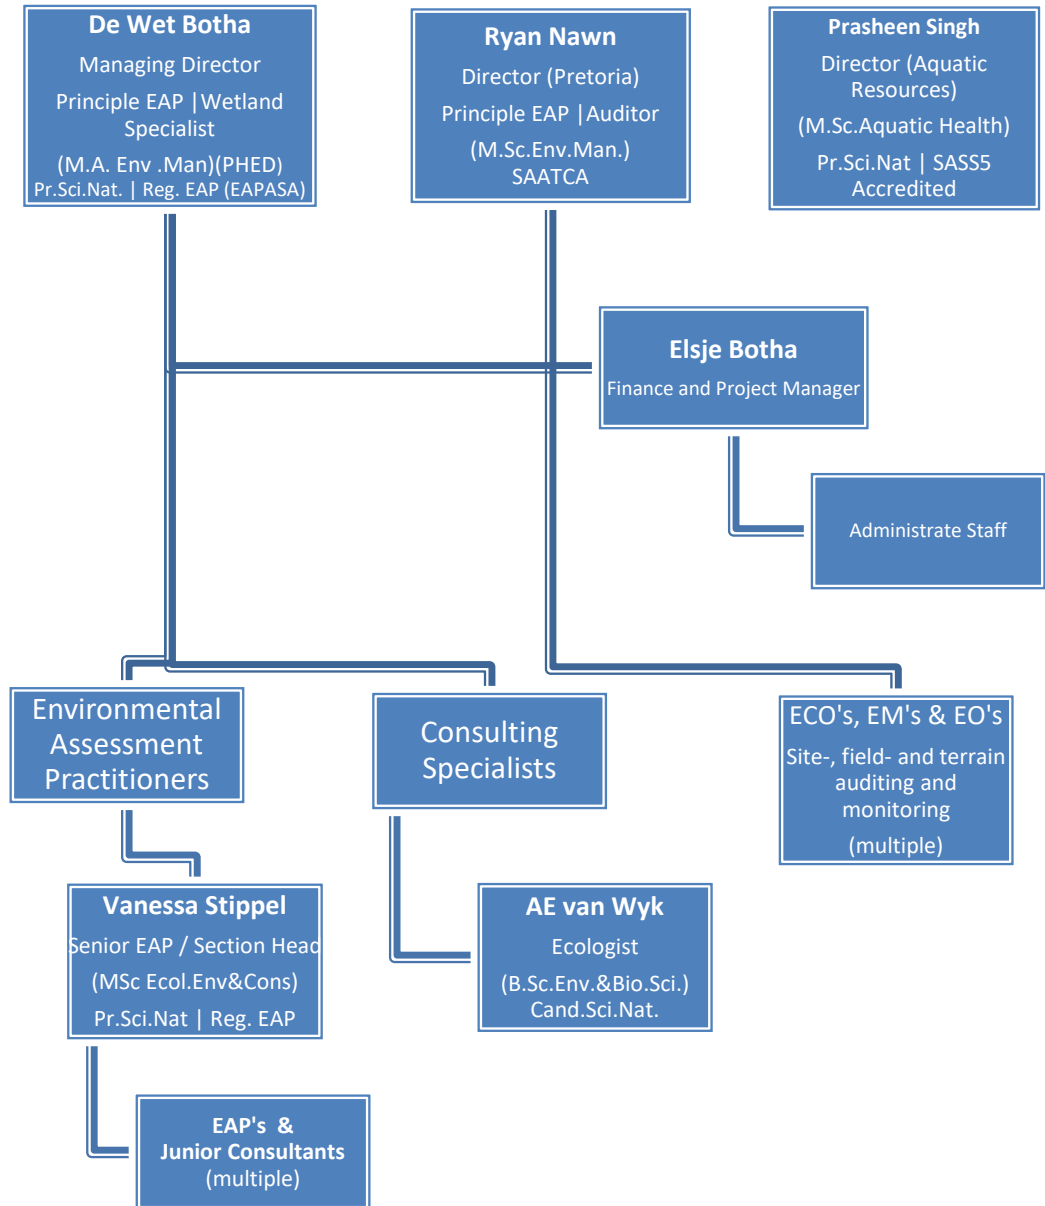 De Wet Botha
Managing Director
Principle EAP |Wetland
Specialist
(M.A. Env .Man)(PHED)
Pr.Sci.Nat. | Reg. EAP (EAPASA)
Ryan Nawn
Director (Pretoria)
Principle EAP |Auditor
(M.Sc.Env.Man.)
SAATCA
Prasheen Singh
Director (Aquatic
Resources)
(M.Sc.Aquatic Health)
Pr.Sci.Nat | SASS5
Accredited
Elsje Botha
Finance and Project Manager
Administrate Staff
Environmental
Assessment
Practitioners
Consulting
Specialists
ECO's, EM's & EO's
Site-, field- and terrain
auditing and
monitoring
(multiple)
Vanessa Stippel
Senior EAP / Section Head
(MSc Ecol.Env&Cons)
Pr.Sci.Nat | Reg. EAP
AE van Wyk
Ecologist
(B.Sc.Env.&Bio.Sci.)
Cand.Sci.Nat.
EAP's &
Junior Consultants
(multiple)